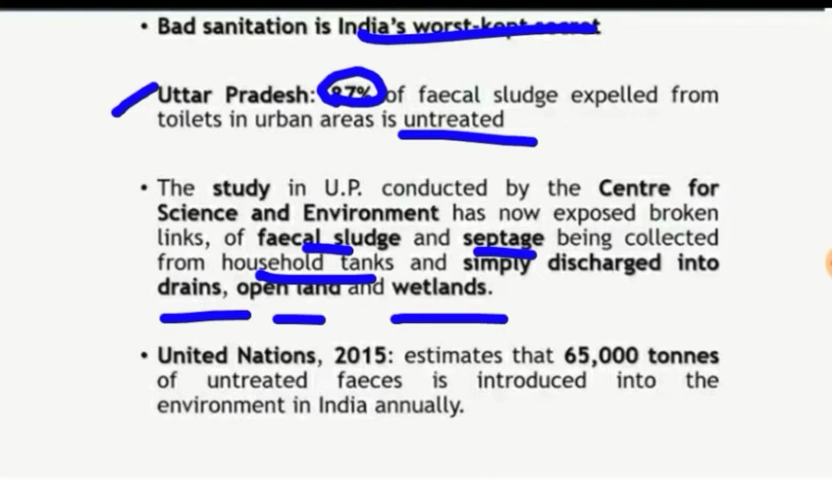 • Bad sanitation is India's worst-kept secret
Uttar Pradesh: 87% of faecal sludge expelled from
toilets in urban areas is untreated
• The study in U.P. conducted by the Centre for
Science and Environment has now exposed broken
links, of faecal sludge and septage being collected
from household tanks and simply discharged into
drains, open land and wetlands.
• United Nations, 2015: estimates that 65,000 tonnes
of untreated faeces is introduced into the
environment in India annually.